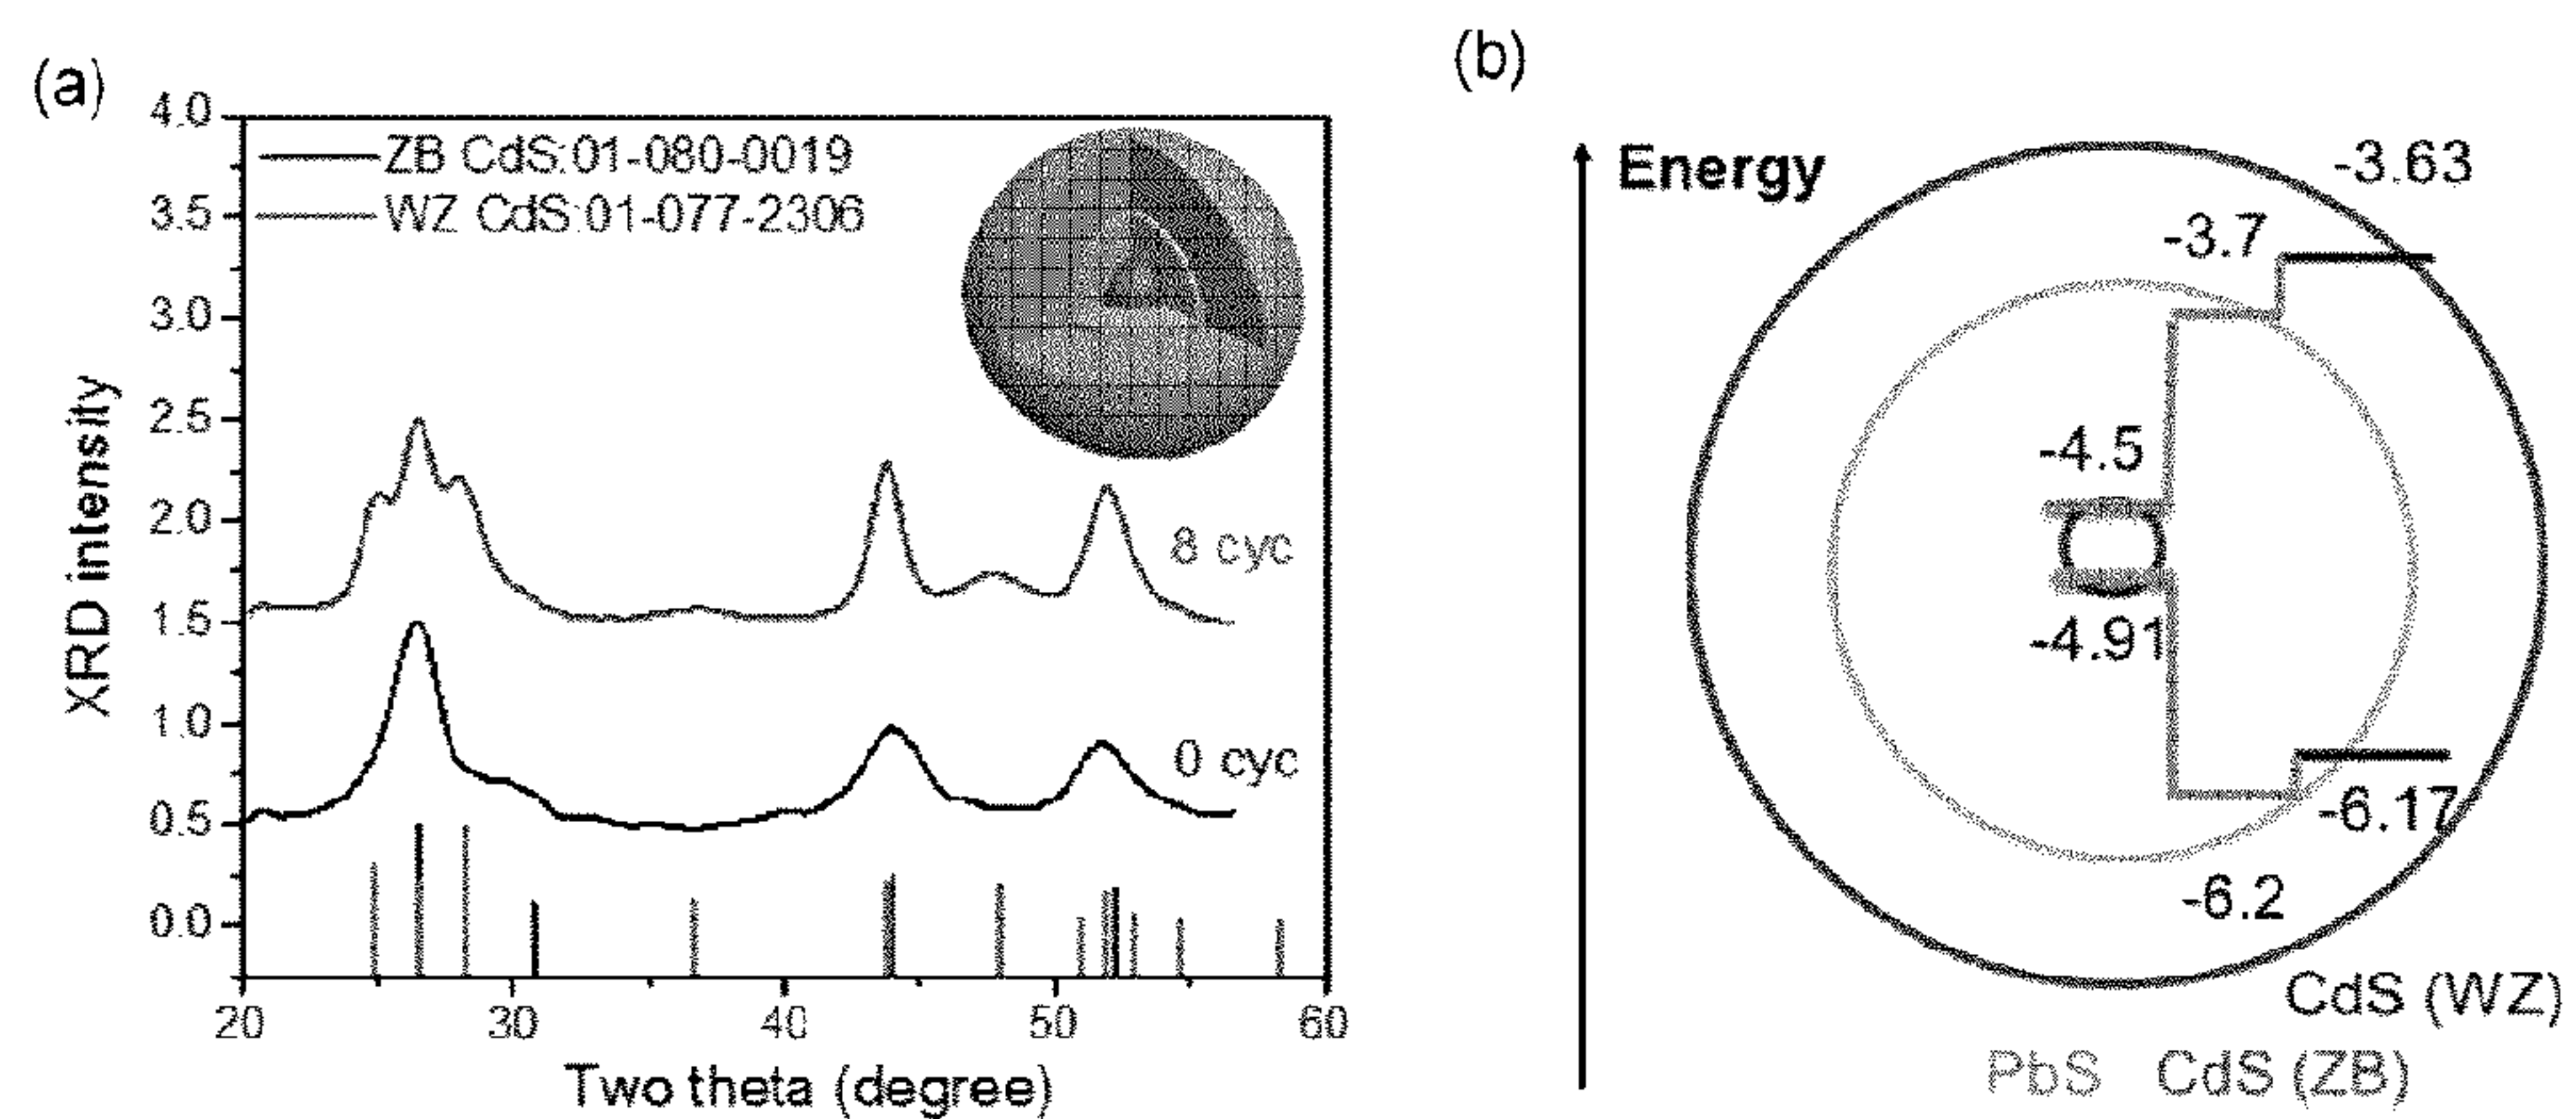 (a)
4.0
3.5
3.0
2.5
2.0
1.5
1.0
0.5
0.0
XRD intensity
ZB CdS:01-080-0019
WZ CdS:01-077-2306
8 cyc
0 cyc
20 30 40 50 60
Two theta (degree)
(b)
Energy
-3.63
-3.7
-4.5
-4.91
-6.17
-6.2
CdS (WZ)
PbS CdS (ZB)